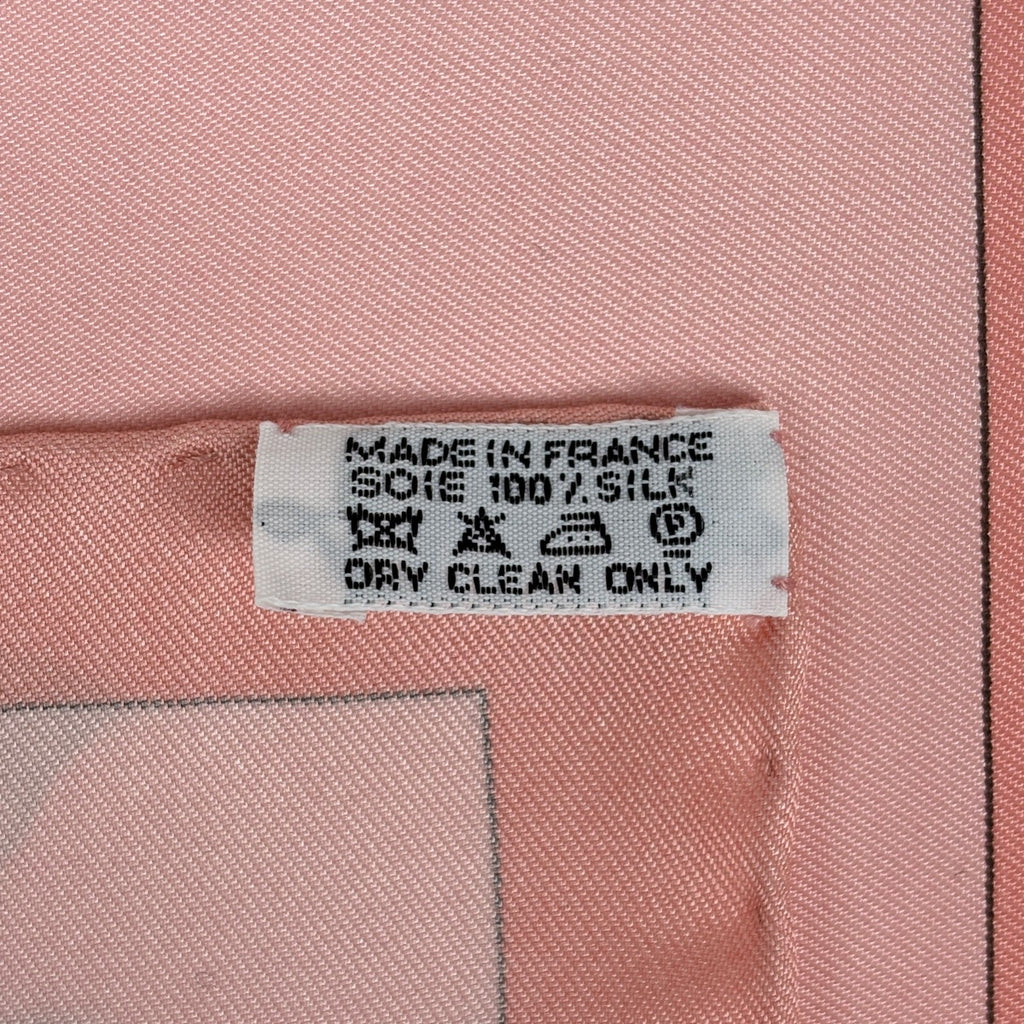 MADE IN FRANCE
SOIE 100% SILK
P
DRY CLEAN ONLY